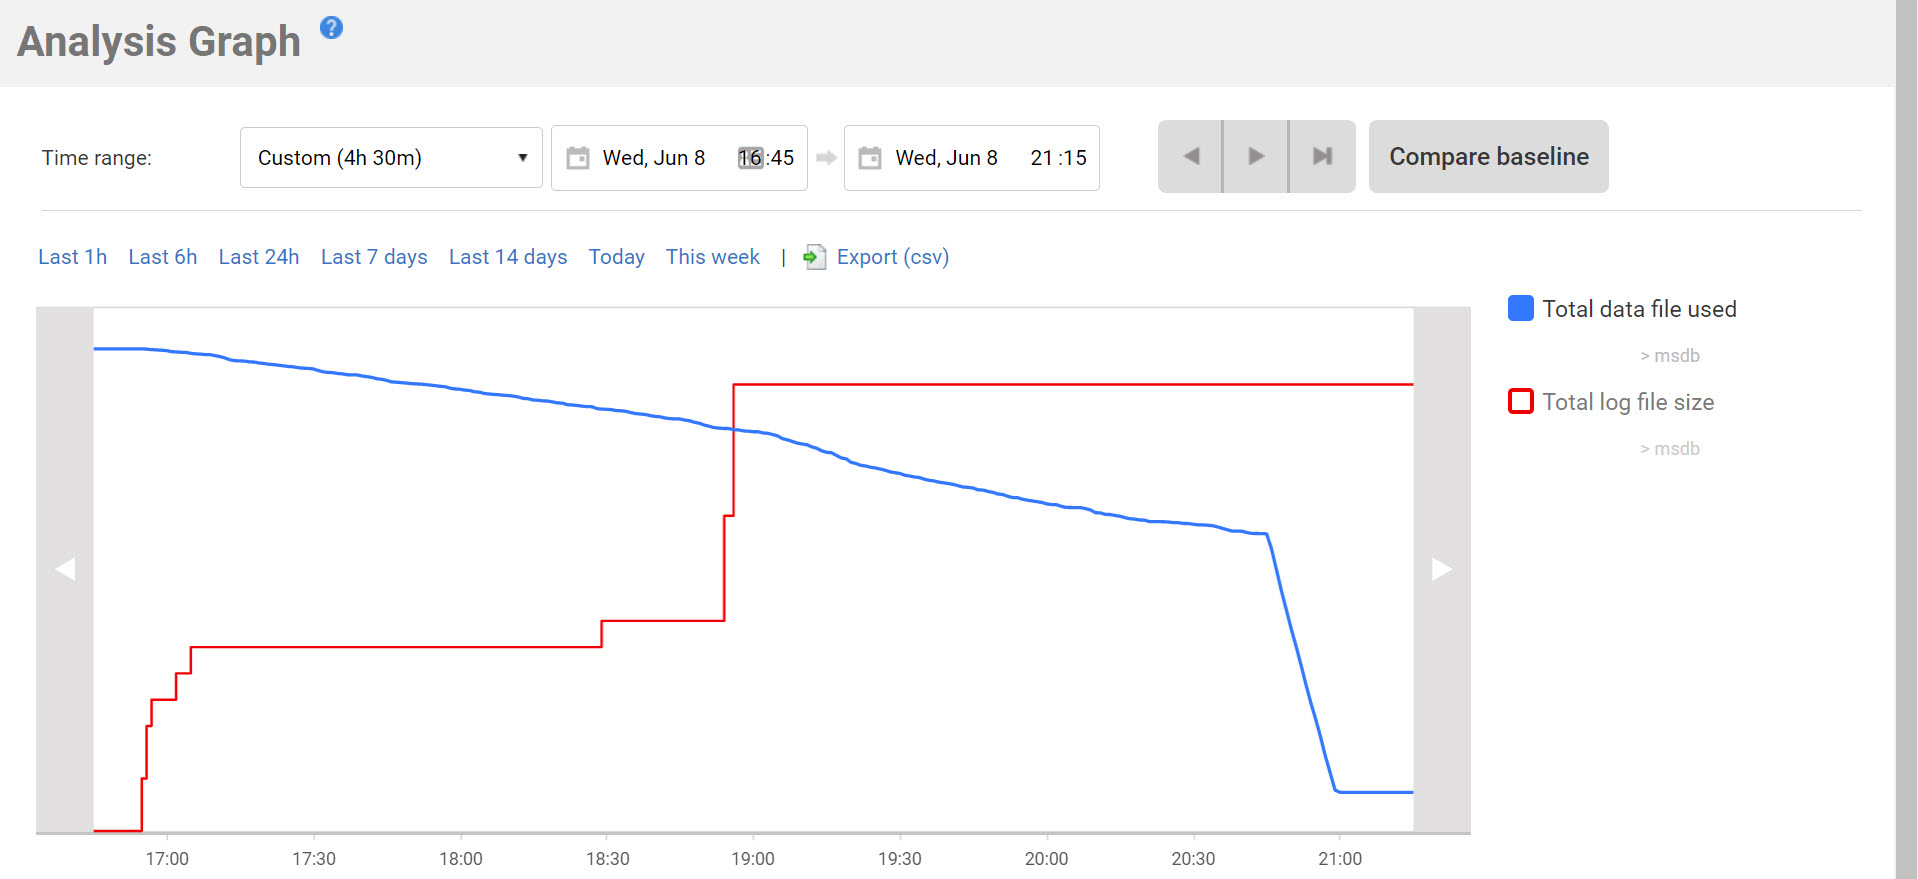 Analysis Graph ?
Time range: Custom (4h 30m) Wed, Jun 8 16:45 Wed, Jun 8 21:15 Compare baseline
Last 1h Last 6h Last 24h Last 7 days Last 14 days Today This week | Export (csv)
Total data file used
> msdb
Total log file size
> msdb
17:00 17:30 18:00 18:30 19:00 19:30 20:00 20:30 21:00